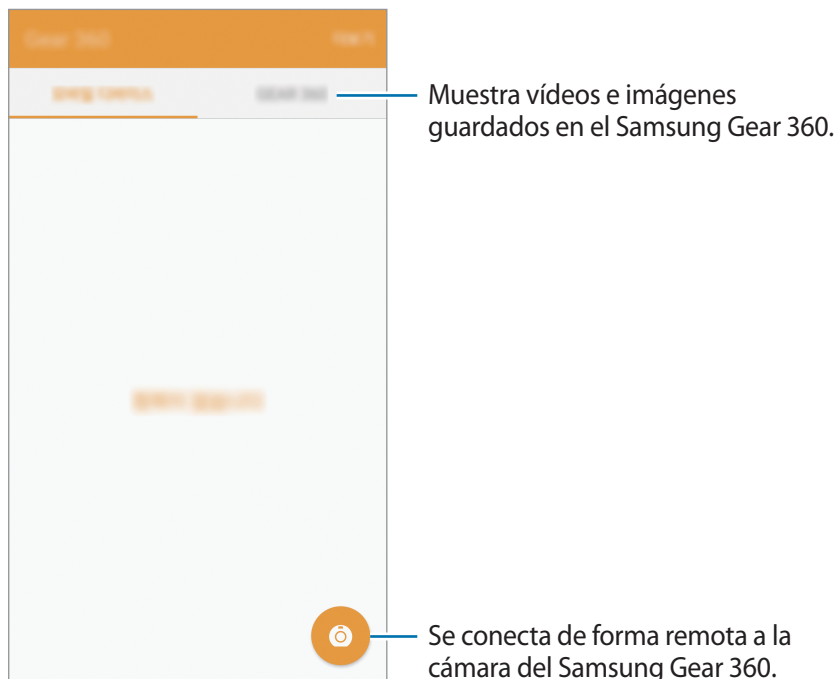 Gear 360
GEAR 360
Muestra vídeos e imágenes
guardados en el Samsung Gear 360.
Se conecta de forma remota a la
cámara del Samsung Gear 360.